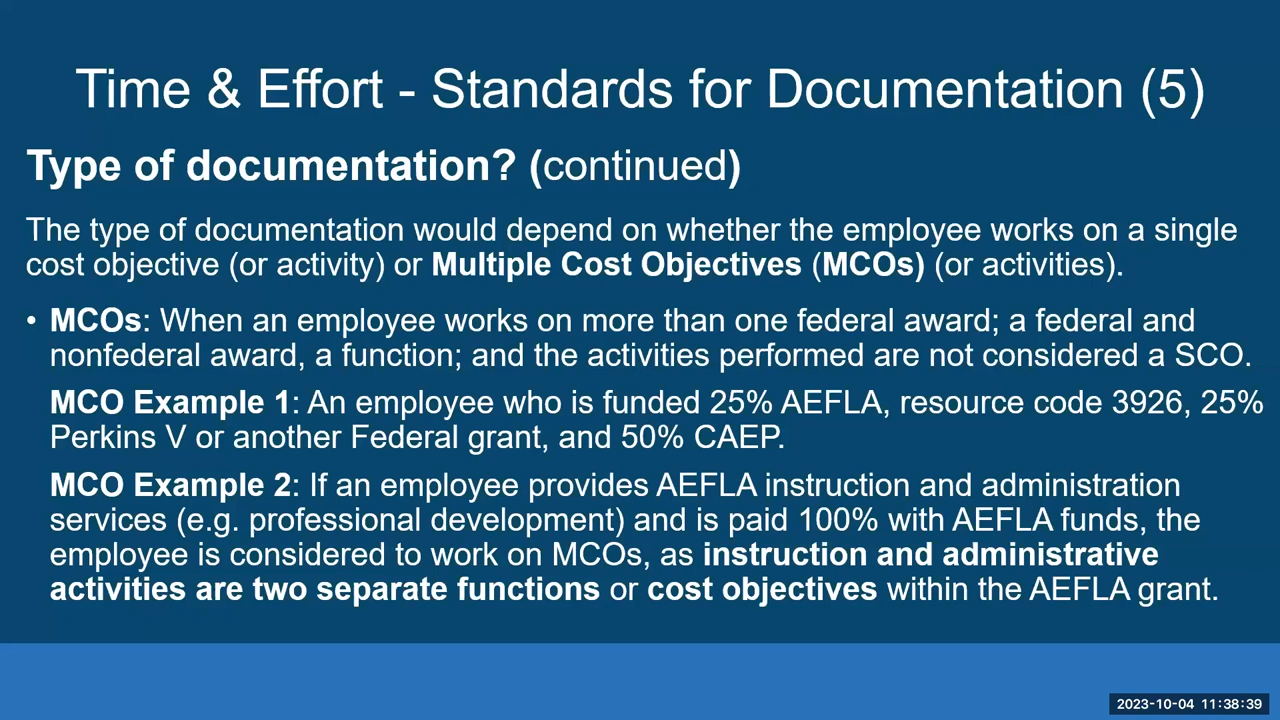 Time & Effort - Standards for Documentation (5)
Type of documentation? (continued)
The type of documentation would depend on whether the employee works on a single
cost objective (or activity) or Multiple Cost Objectives (MCOs) (or activities).
• MCOs: When an employee works on more than one federal award; a federal and
nonfederal award, a function; and the activities performed are not considered a SCO.
MCO Example 1: An employee who is funded 25% AEFLA, resource code 3926, 25%
Perkins V or another Federal grant, and 50% CAEP.
MCO Example 2: If an employee provides AEFLA instruction and administration
services (e.g. professional development) and is paid 100% with AEFLA funds, the
employee is considered to work on MCOs, as instruction and administrative
activities are two separate functions or cost objectives within the AEFLA grant.
2023-10-04 11:38:39